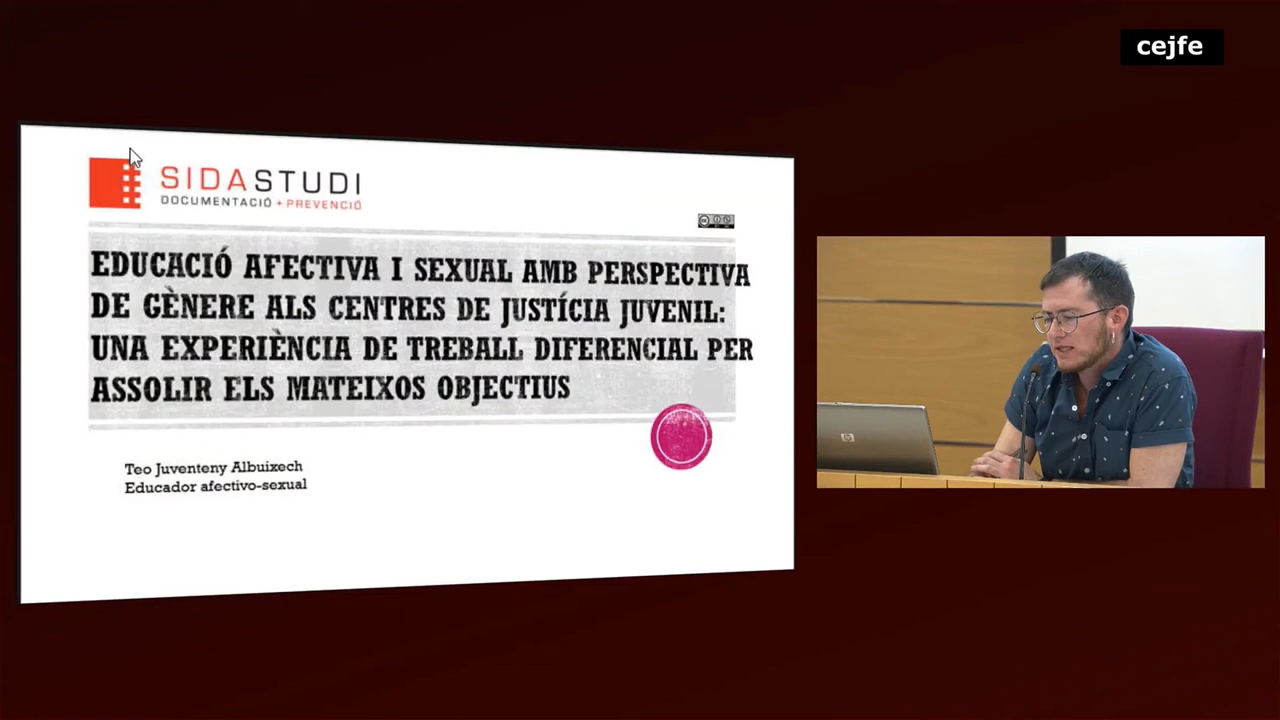 cejfe
SIDASTUDI
DOCUMENTACIÓ + PREVENCIÓ
EDUCACIÓ AFECTIVA I SEXUAL AMB PERSPECTIVA
DE GÈNERE ALS CENTRES DE JUSTÍCIA JUVENIL:
UNA EXPERIÈNCIA DE TREBALL DIFERENCIAL PER
ASSOLIR ELS MATEIXOS OBJECTIUS
Teo Juventeny Albuixech
Educador afectivo-sexual
hp